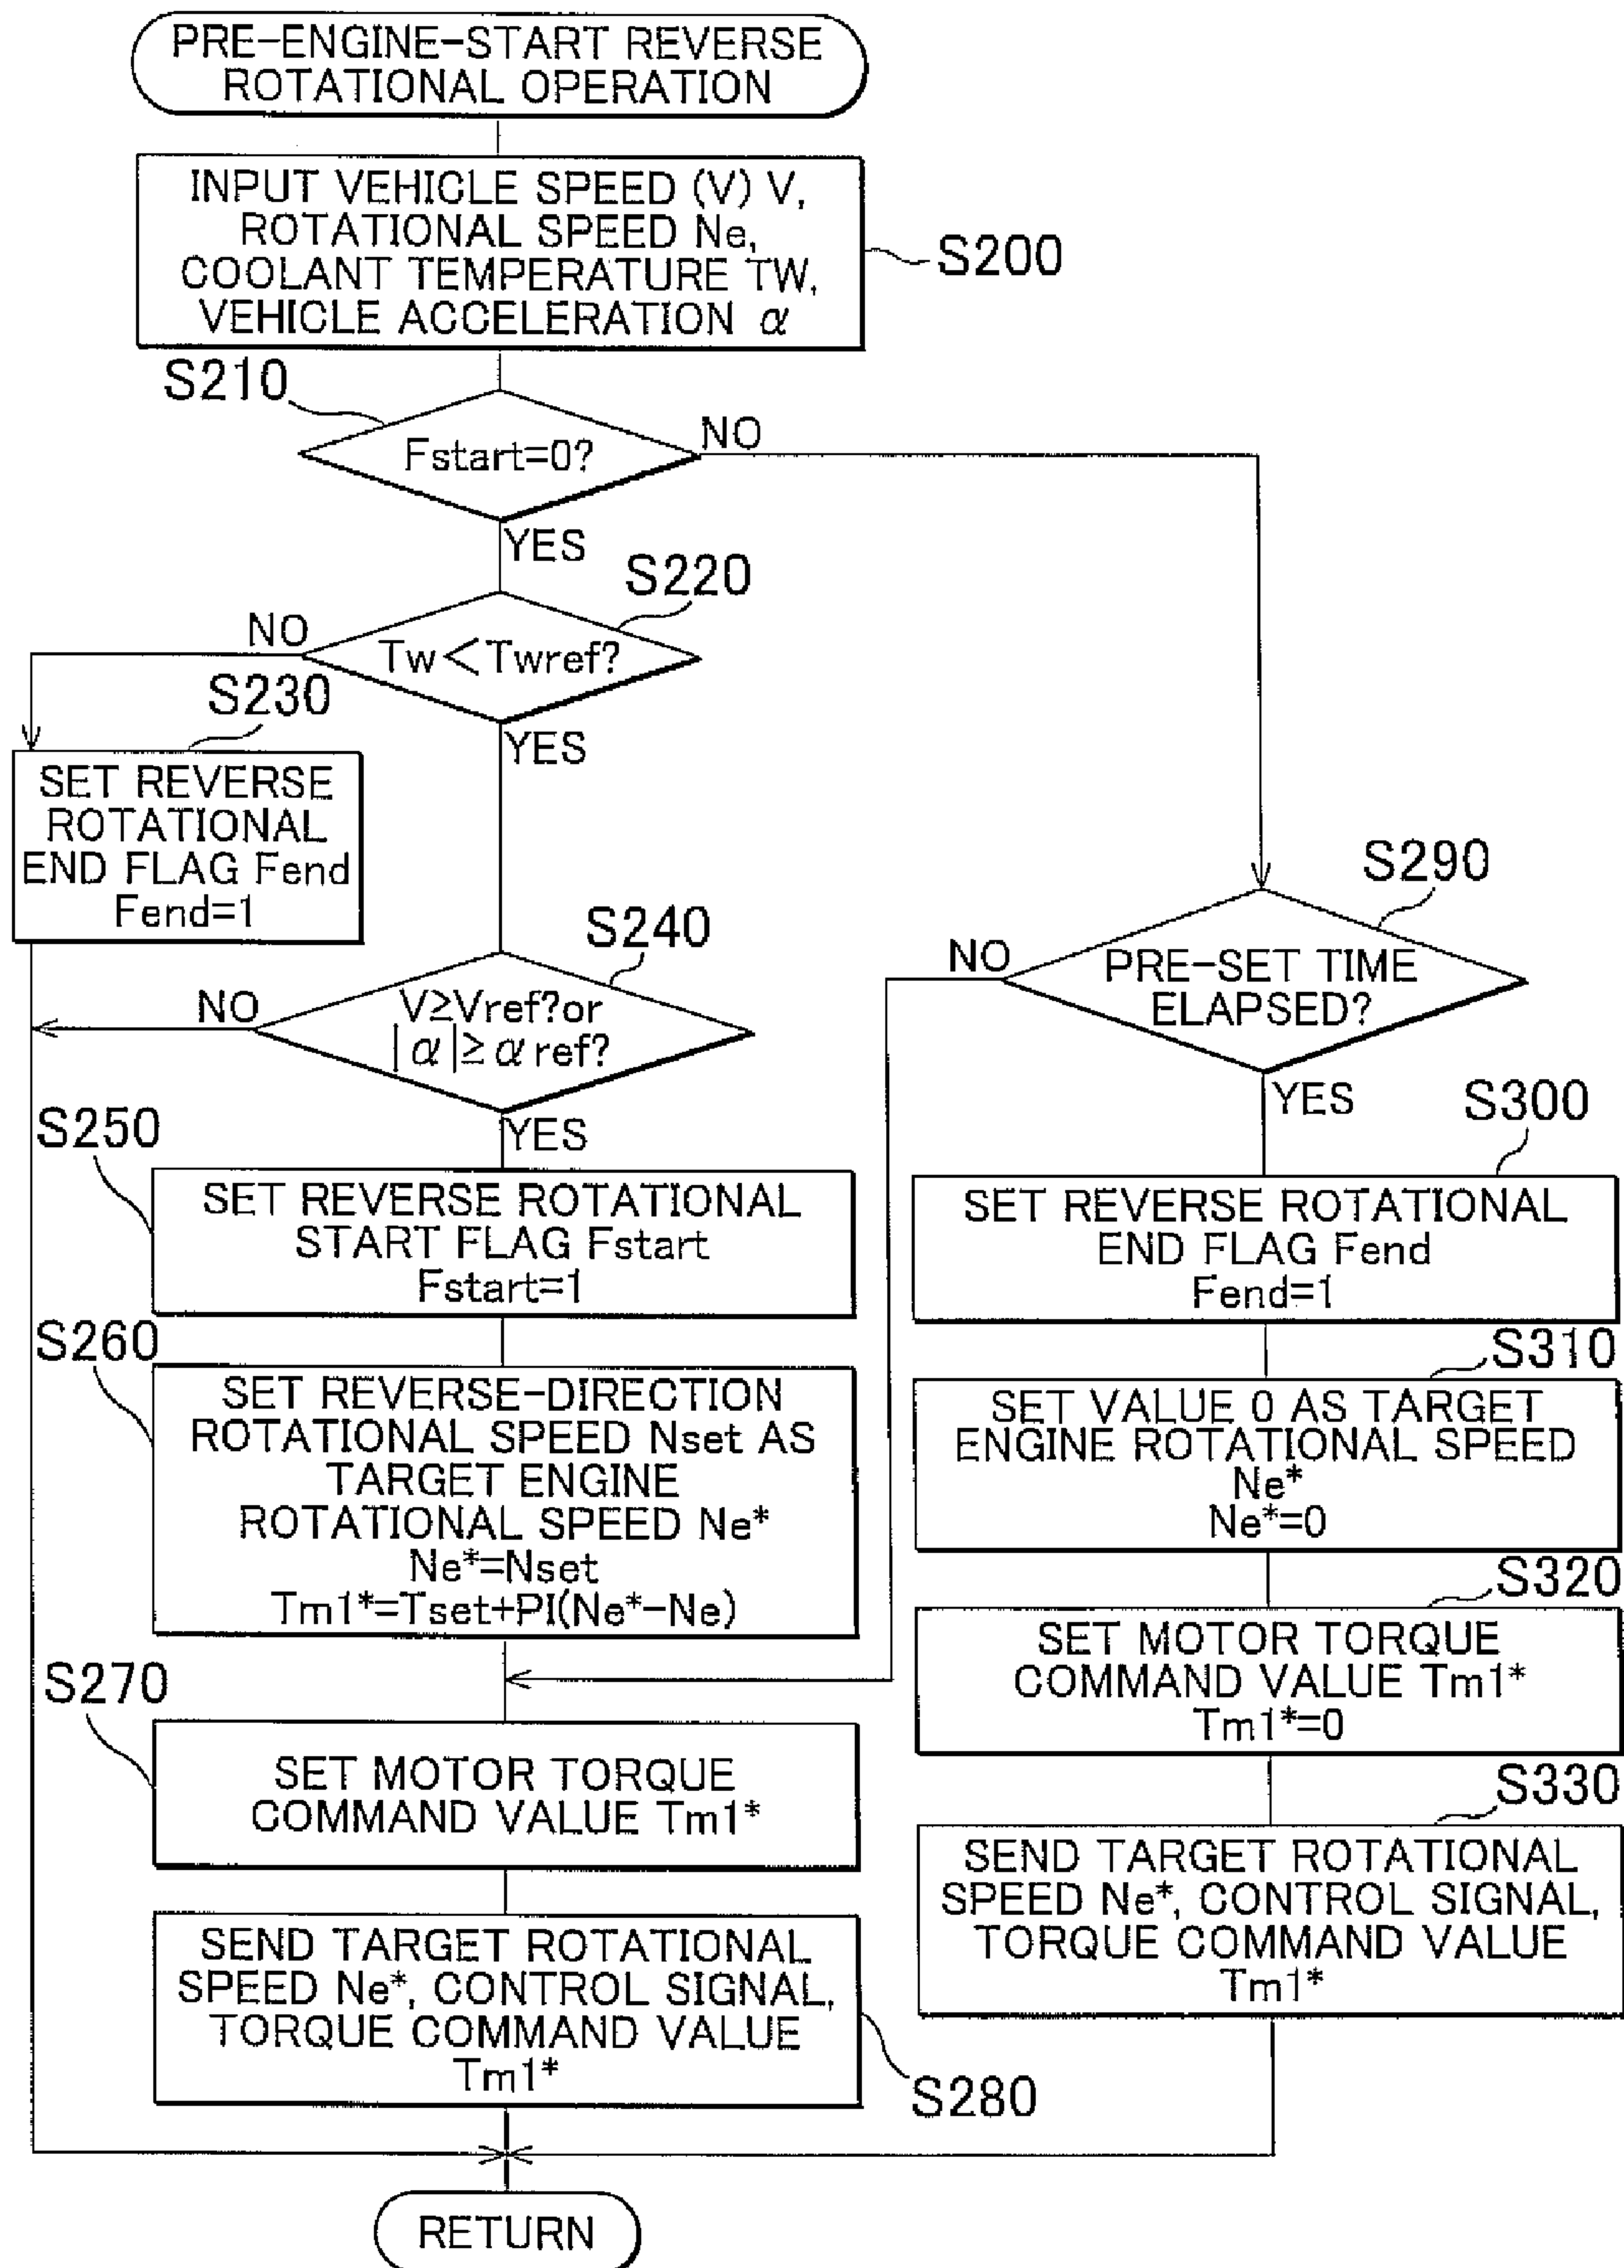 PRE-ENGINE-START REVERSE
ROTATIONAL OPERATION
INPUT VEHICLE SPEED (V) V,
ROTATIONAL SPEED Ne,
COOLANT TEMPERATURE TW,
VEHICLE ACCELERATION α
S200
S210
Fstart=0?
NO
YES
S220
NO
Tw<Twref?
YES
S230
SET REVERSE
ROTATIONAL
END FLAG Fend
Fend=1
S240
NO
V≥Vref?or
|α|≥αref?
YES
S250
SET REVERSE ROTATIONAL
START FLAG Fstart
Fstart=1
S260
SET REVERSE-DIRECTION
ROTATIONAL SPEED Nset AS
TARGET ENGINE
ROTATIONAL SPEED Ne*
Ne*=Nset
Tm1*=Tset+PI(Ne*-Ne)
S270
SET MOTOR TORQUE
COMMAND VALUE Tm1*
SEND TARGET ROTATIONAL
SPEED Ne*, CONTROL SIGNAL,
TORQUE COMMAND VALUE
Tm1*
S280
S290
NO
PRE-SET TIME
ELAPSED?
YES
S300
SET REVERSE ROTATIONAL
END FLAG Fend
Fend=1
S310
SET VALUE 0 AS TARGET
ENGINE ROTATIONAL SPEED
Ne*
Ne*=0
S320
SET MOTOR TORQUE
COMMAND VALUE Tm1*
Tm1*=0
S330
SEND TARGET ROTATIONAL
SPEED Ne*, CONTROL SIGNAL,
TORQUE COMMAND VALUE
Tm1*
RETURN